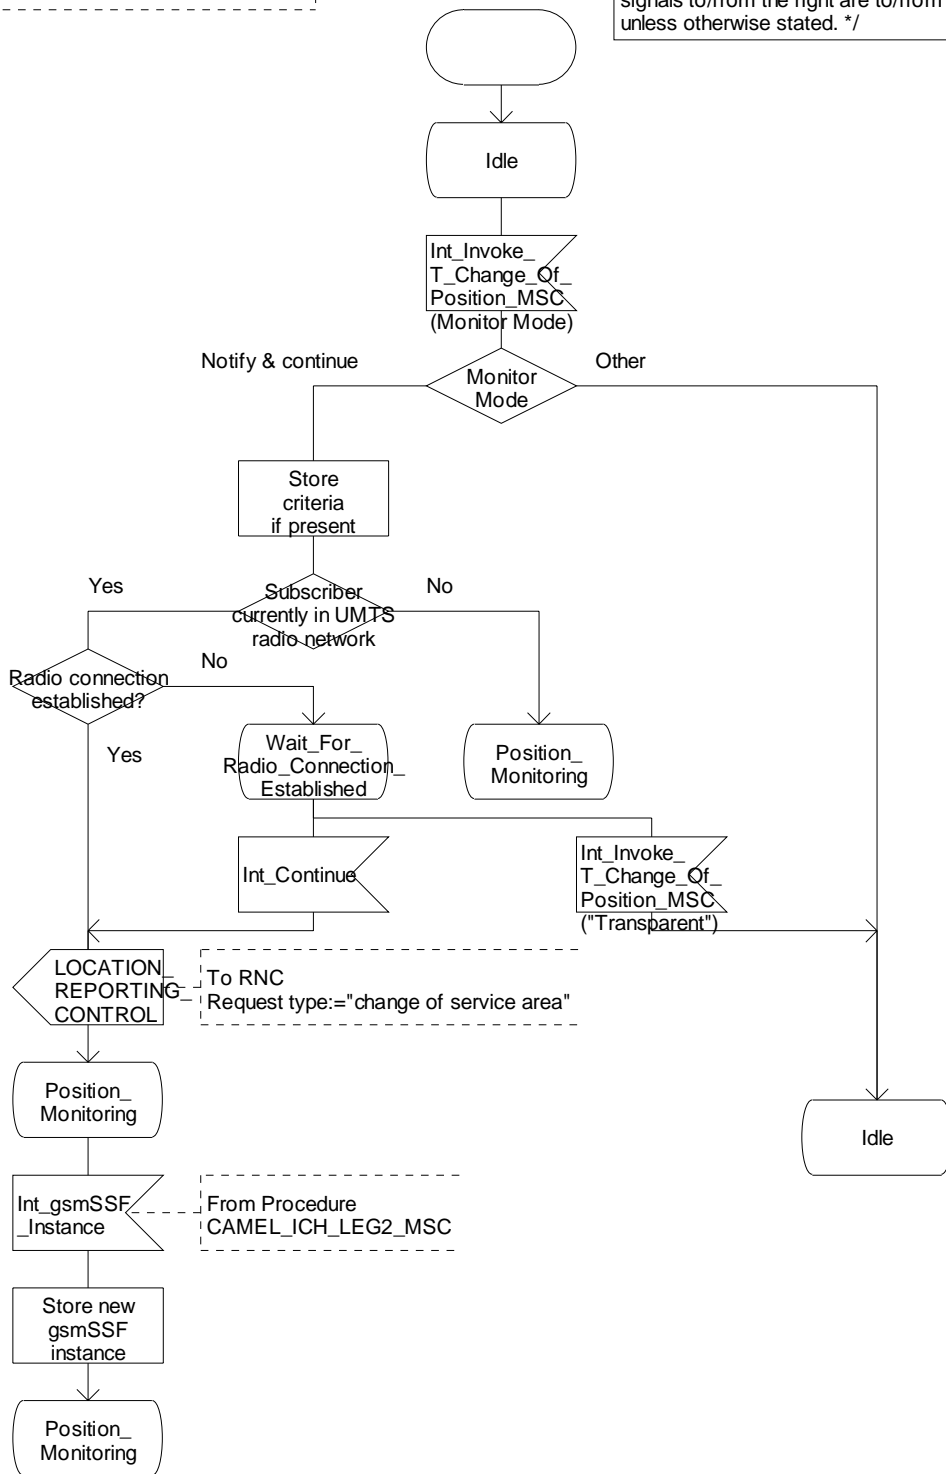 signals to/from the right are to/from
unless otherwise stated. */
Idle
Int_Invoke_
T_Change_Of_
Position_MSC
(Monitor Mode)
Notify & continue
Monitor
Mode
Other
Store
criteria
if present
Yes
Subscriber
currently in UMTS
radio network
No
Radio connection
established?
No
Yes
Wait_For_
Radio_Connection_
Established
Position_
Monitoring
Int_Continue
Int_Invoke_
T_Change_Of_
Position_MSC
("Transparent")
LOCATION_
REPORTING_
CONTROL
To RNC
Request type:="change of service area"
Position_
Monitoring
Idle
Int_gsmSSF
_Instance
From Procedure
CAMEL_ICH_LEG2_MSC
Store new
gsmSSF
instance
Position_
Monitoring